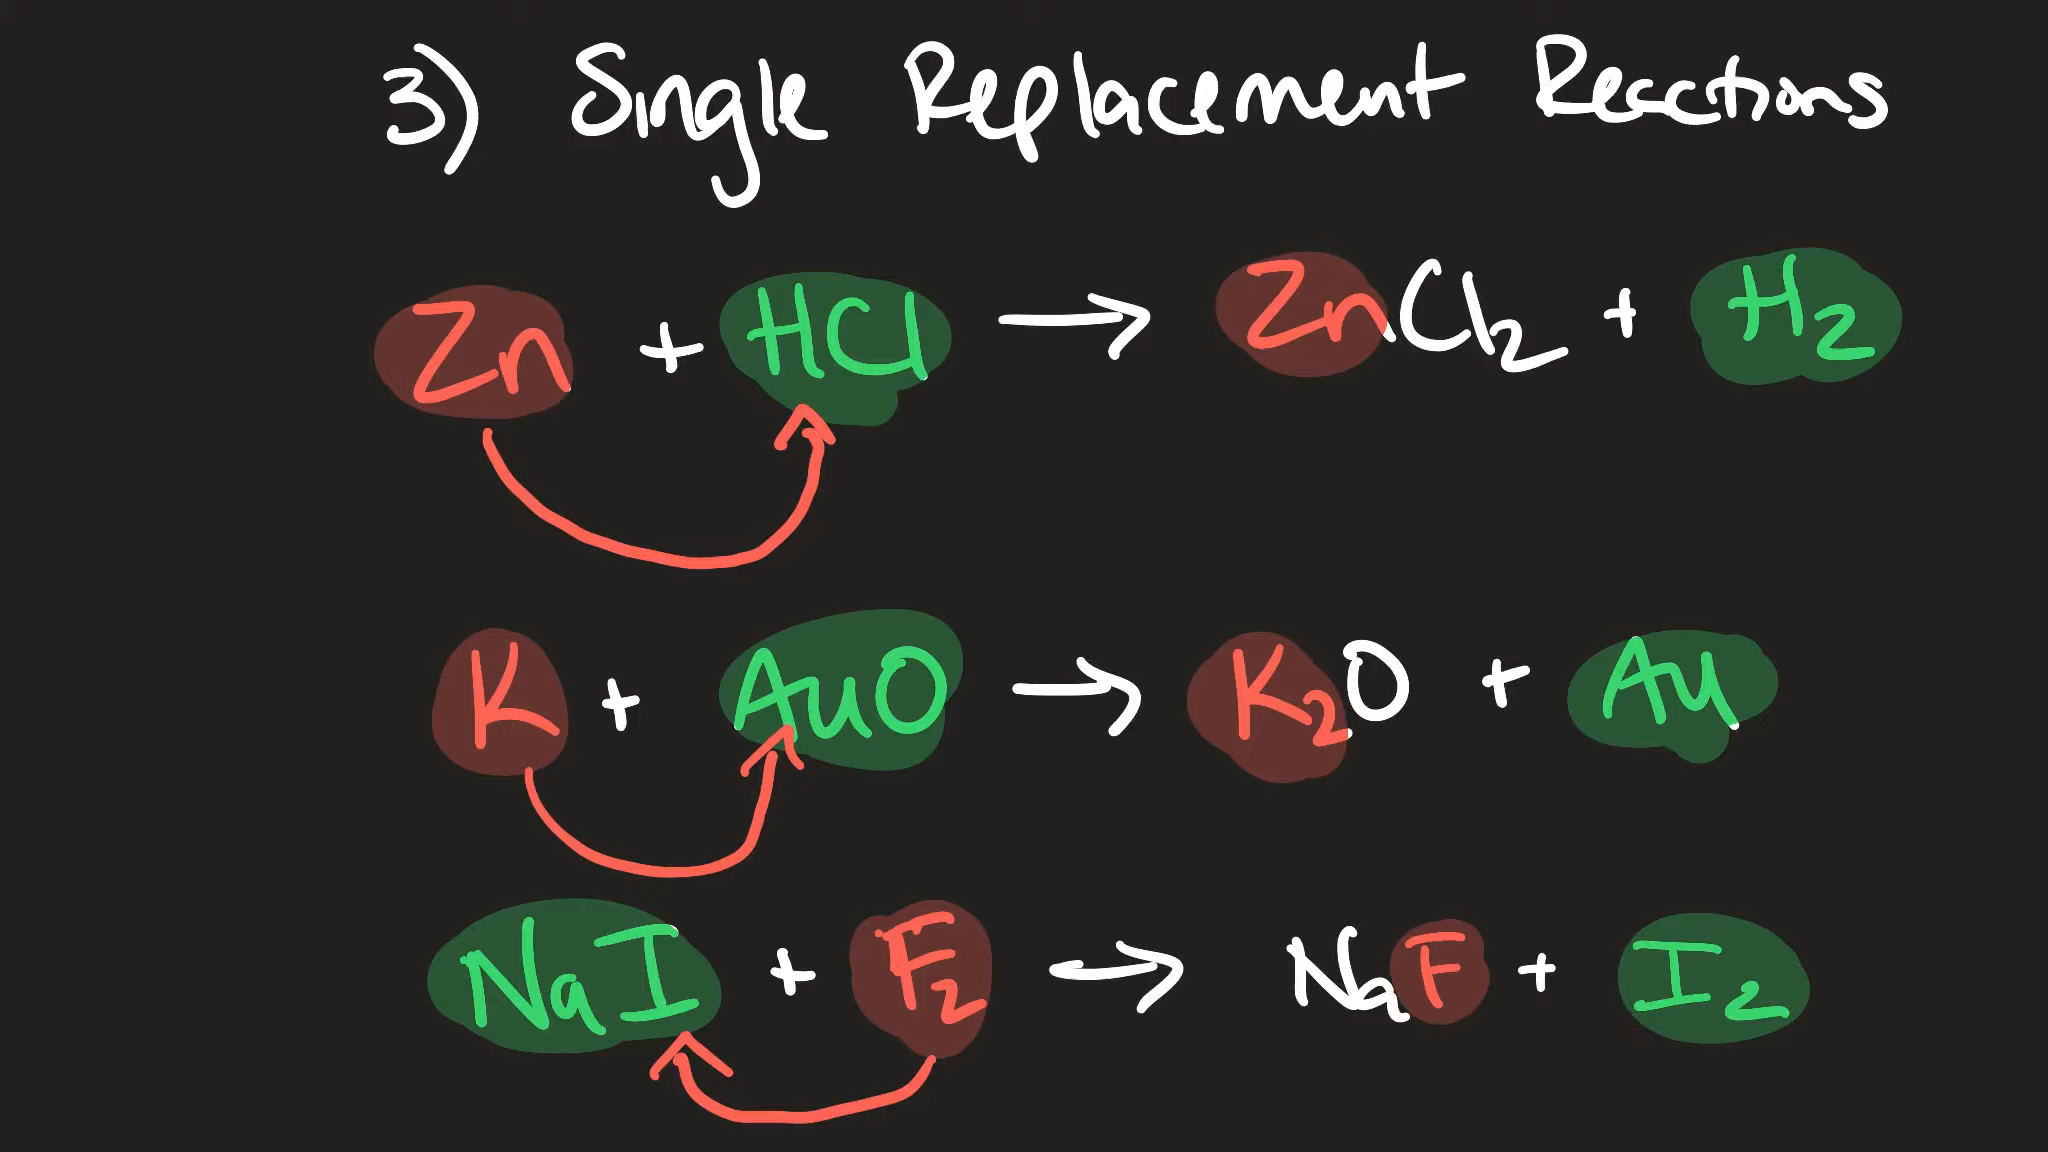 3) Single Replacement Reactions
Zn + HCl → ZnCl₂ + H₂
K + AuO → K₂O + Au
NaI + F₂ → NaF + I₂